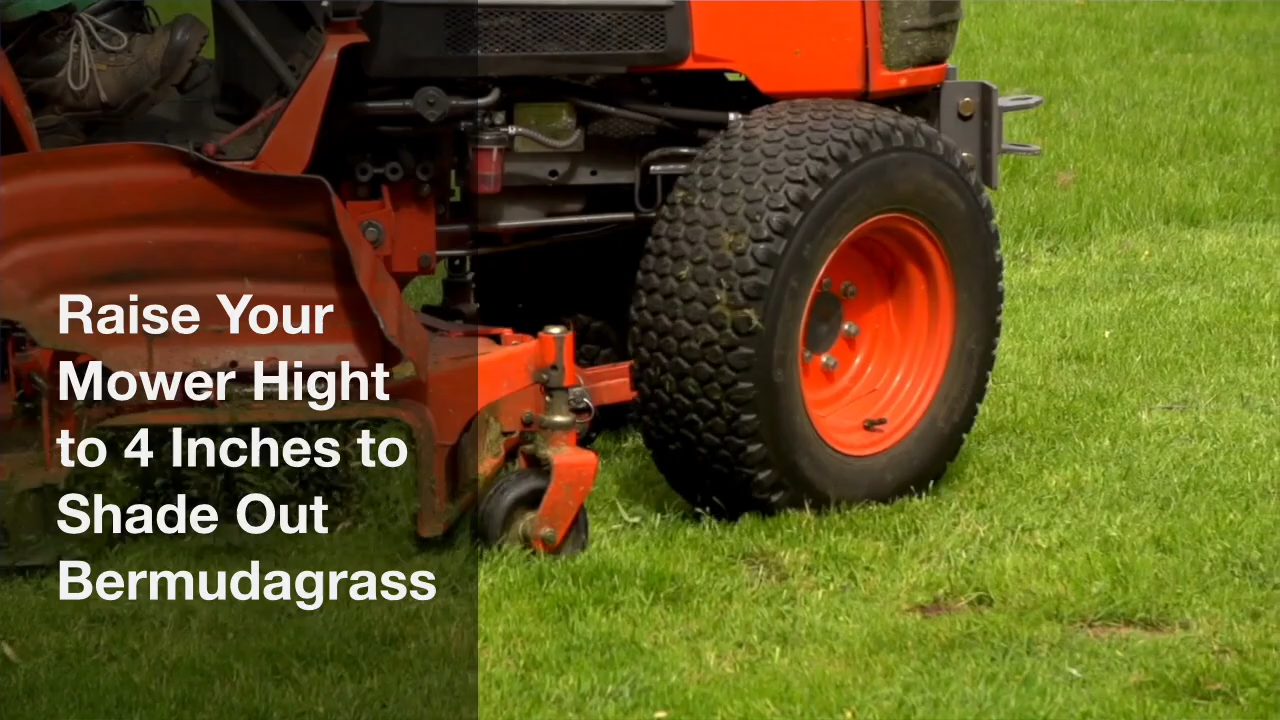 Raise Your
Mower Hight
to 4 Inches to
Shade Out
Bermudagrass